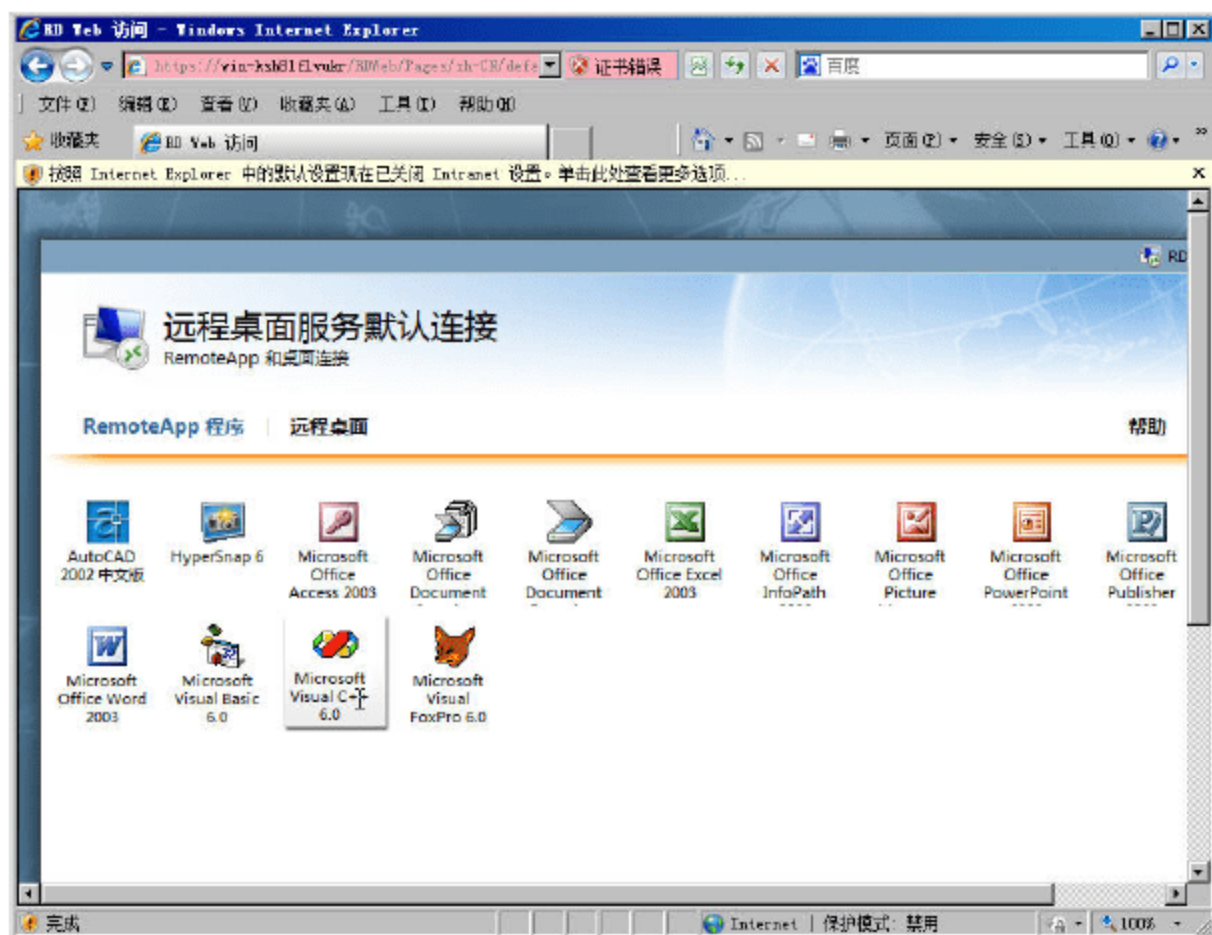 RD Web 访问 - Windows Internet Explorer
https://win-ksh81flvukr/RDWeb/Pages/zh-CN/defa 证书错误 百度
文件(F) 编辑(E) 查看(V) 收藏夹(A) 工具(T) 帮助(H)
收藏夹 RD Web 访问 页面(P) 安全(S) 工具(O) »
按照 Internet Explorer 中的默认设置现在已关闭 Intranet 设置。单击此处查看更多选项...
RD
远程桌面服务默认连接
RemoteApp 和桌面连接
RemoteApp 程序 远程桌面 帮助
AutoCAD HyperSnap 6 Microsoft Microsoft Microsoft Microsoft Microsoft Microsoft Microsoft Microsoft
2002 中文版 Office Office Office Office Excel Office Office Office Office
Access 2003 Document Document 2003 InfoPath Picture PowerPoint Publisher
Microsoft Microsoft Microsoft Microsoft
Office Word Visual Basic Visual C++ Visual
2003 6.0 6.0 FoxPro 6.0
完成 Internet | 保护模式: 禁用 100%